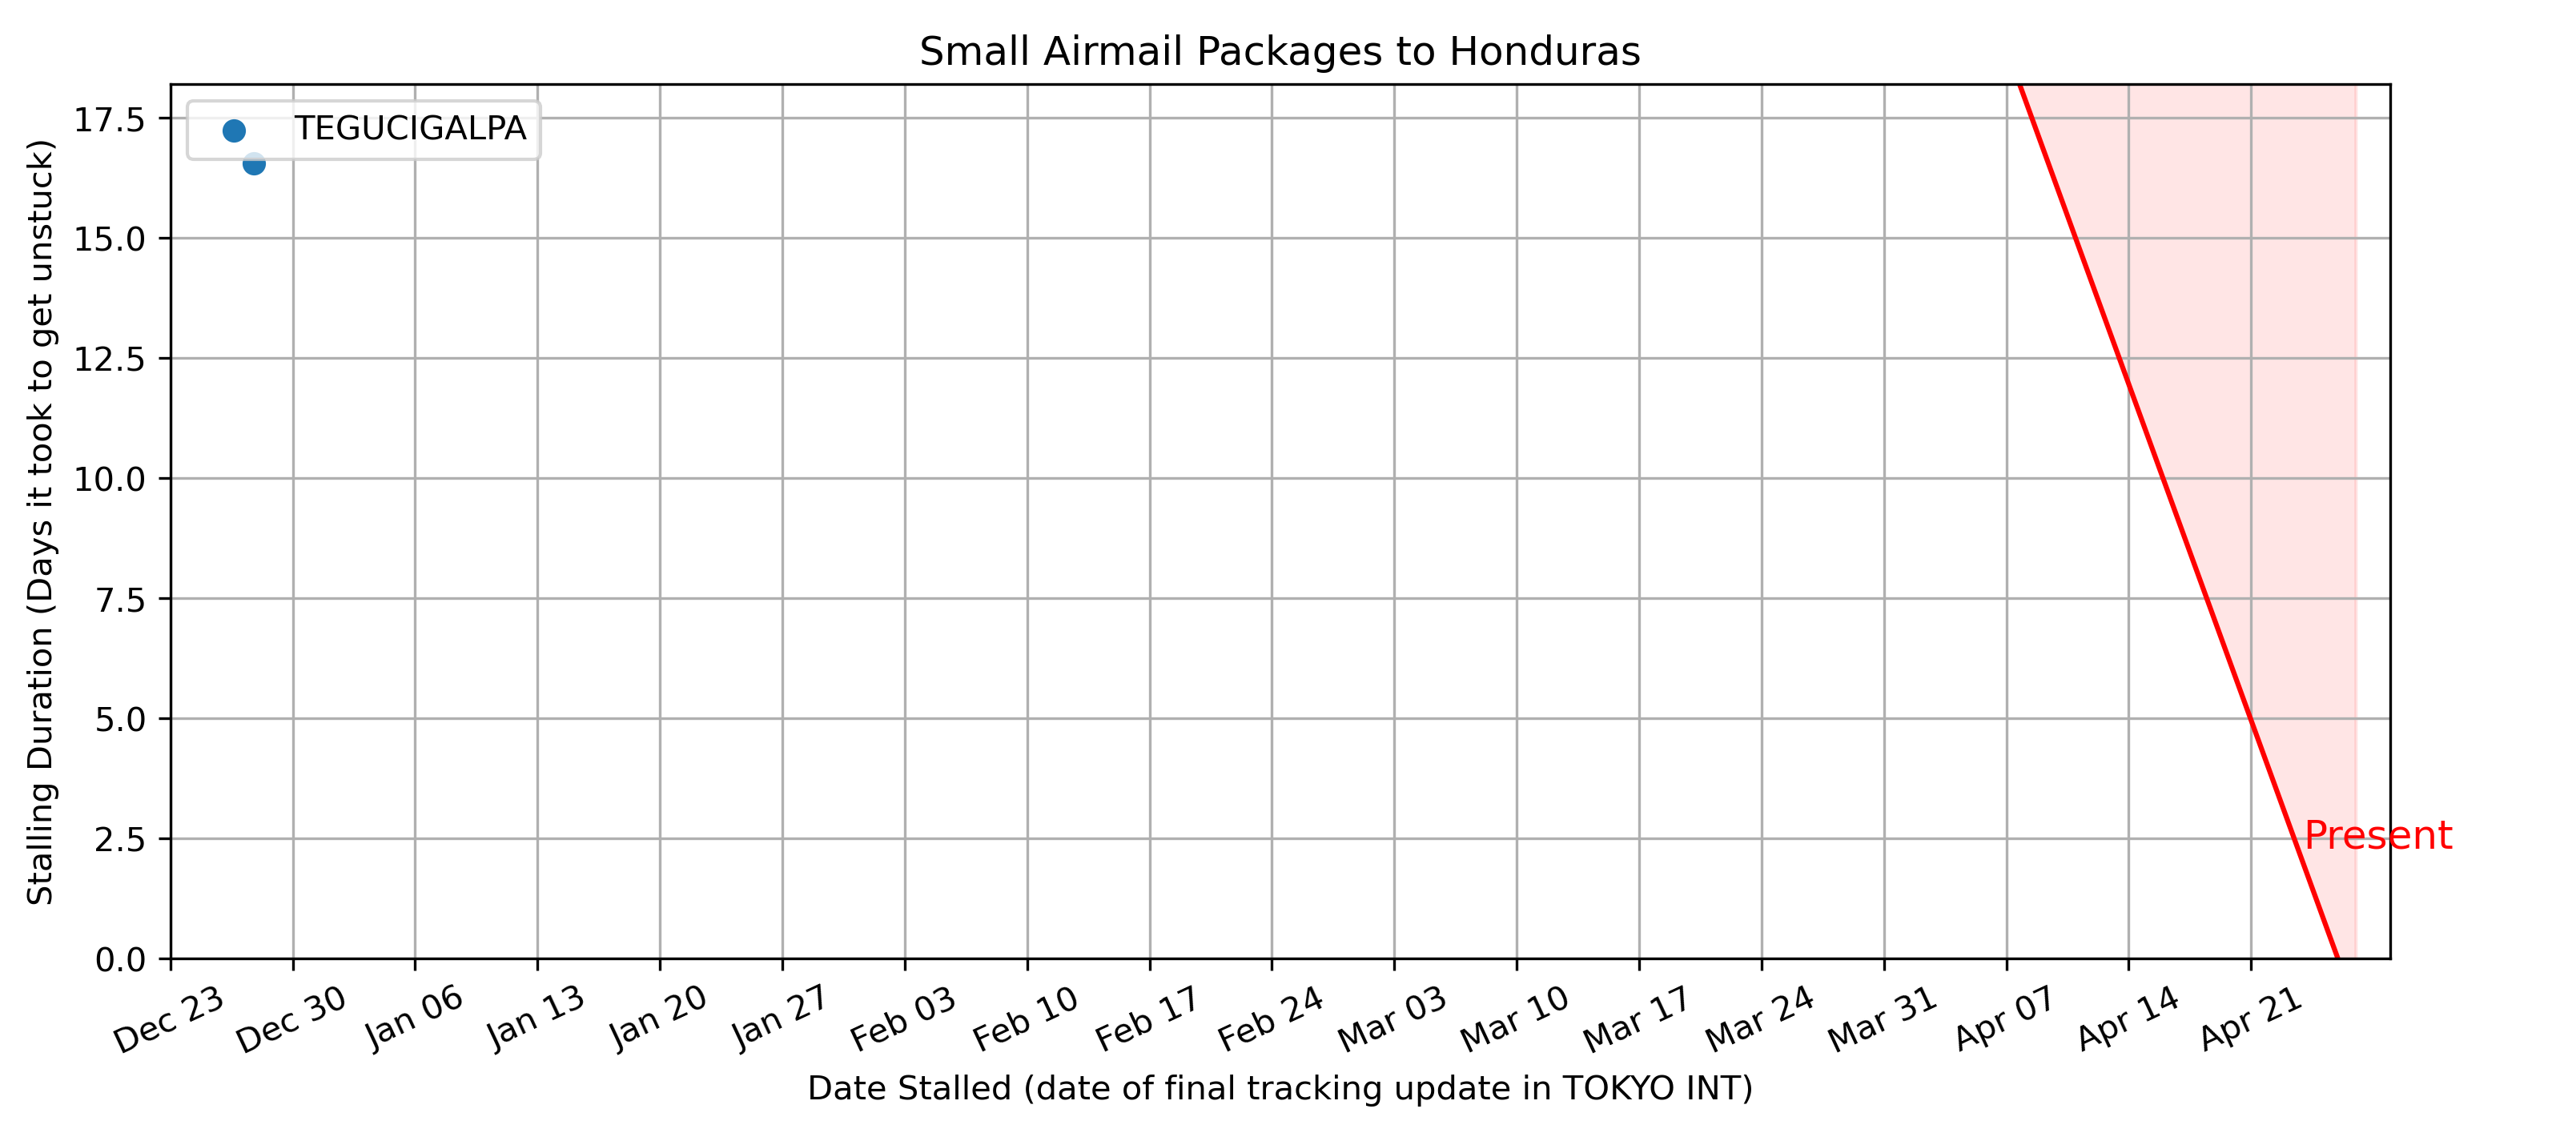 Small Airmail Packages to Honduras
TEGUCIGALPA
Stalling Duration (Days it took to get unstuck)
17.5
15.0
12.5
10.0
7.5
5.0
2.5
0.0
Present
Dec 23
Dec 30
Jan 06
Jan 13
Jan 20
Jan 27
Feb 03
Feb 10
Feb 17
Feb 24
Mar 03
Mar 10
Mar 17
Mar 24
Mar 31
Apr 07
Apr 14
Apr 21
Date Stalled (date of final tracking update in TOKYO INT)